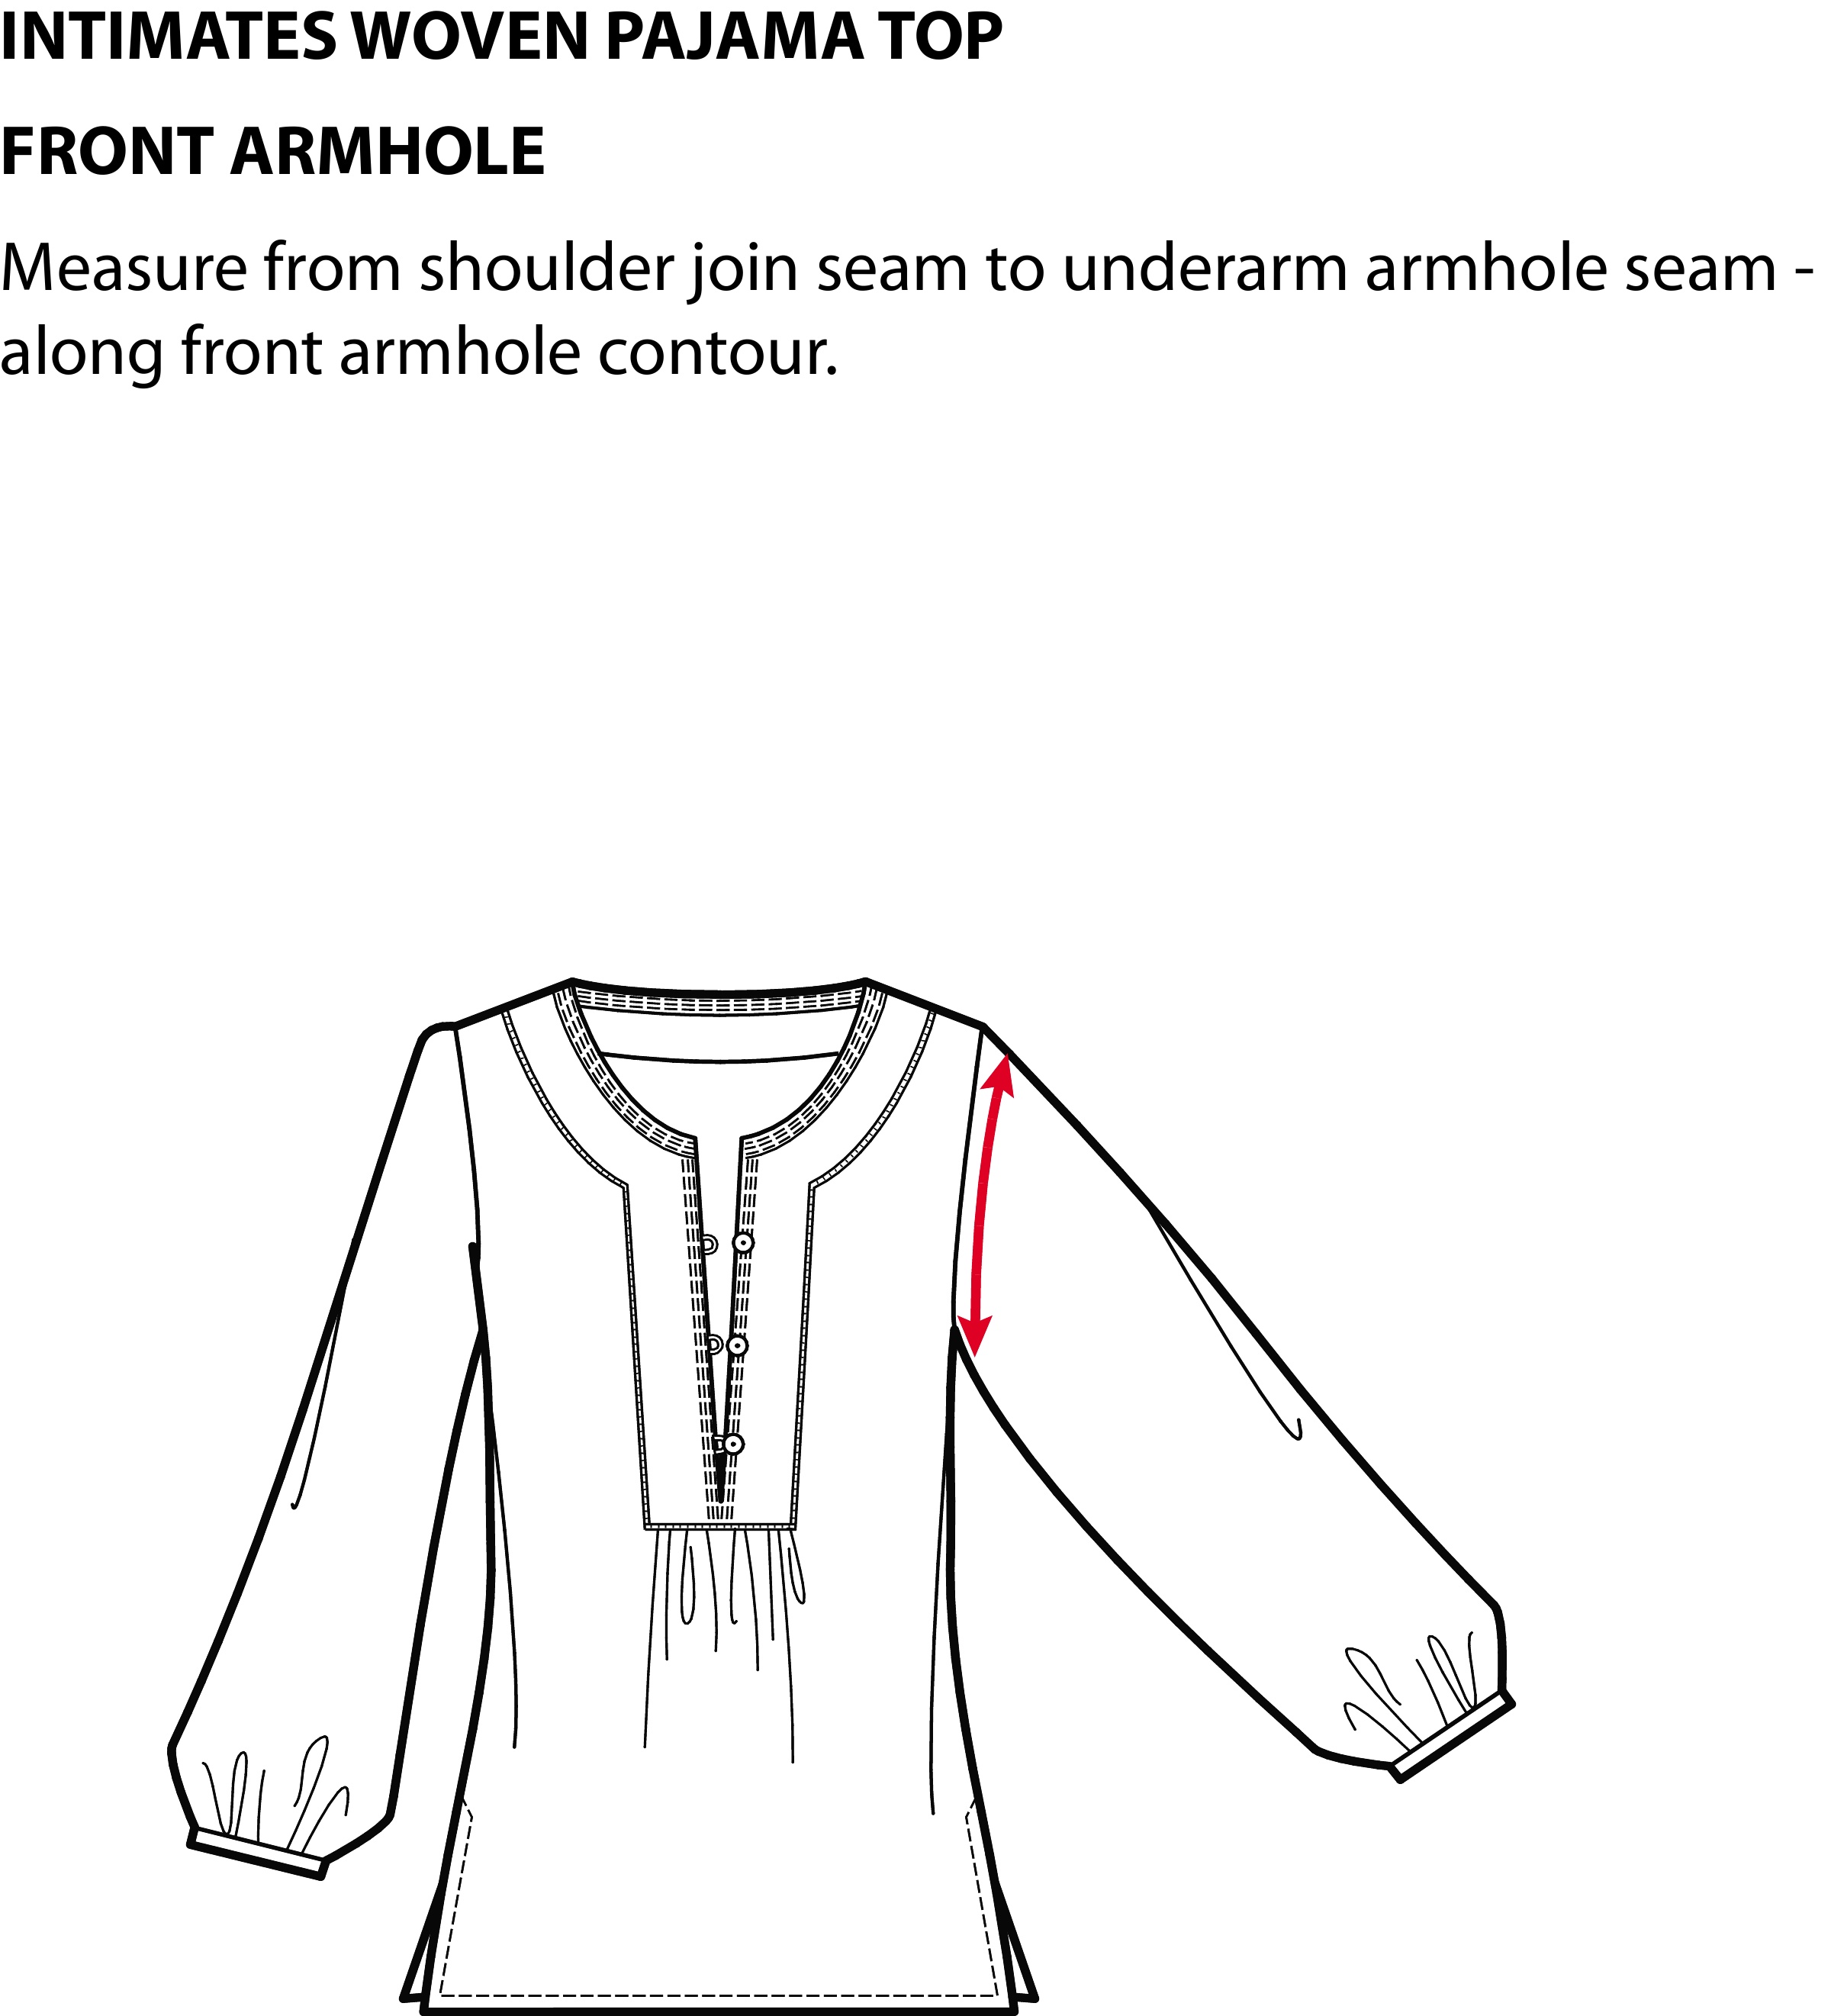 INTIMATES WOVEN PAJAMA TOP
FRONT ARMHOLE
Measure from shoulder join seam to underarm armhole seam -
along front armhole contour.